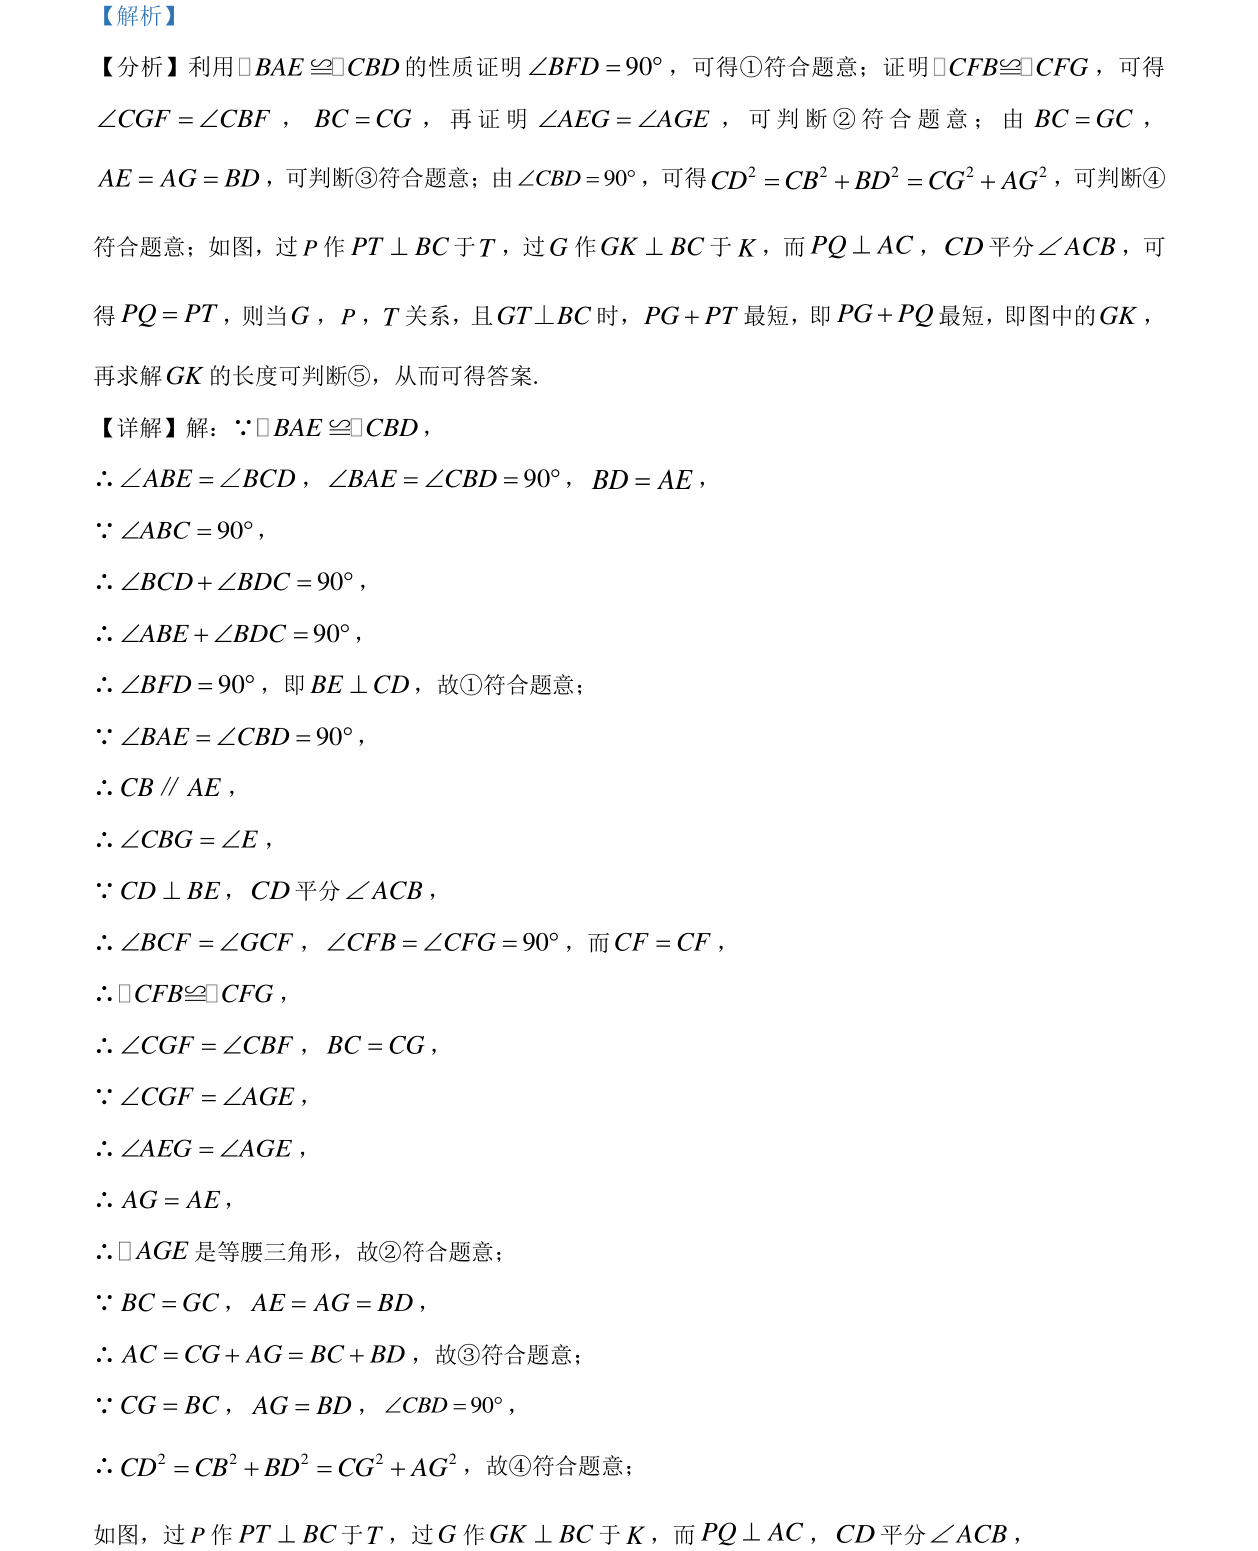 【解析】
【分析】利用□BAE≌□CBD的性质证明∠BFD=90°，可得①符合题意；证明□CFB≌□CFG，可得
∠CGF=∠CBF，BC=CG，再证明∠AEG=∠AGE，可判断②符合题意；由BC=GC，
AE=AG=BD，可判断③符合题意；由∠CBD=90°，可得CD²=CB²+BD²=CG²+AG²，可判断④
符合题意；如图，过P作PT⊥BC于T，过G作GK⊥BC于K，而PQ⊥AC，CD平分∠ACB，可
得PQ=PT，则当G，P，T关系，且GT⊥BC时，PG+PT最短，即PG+PQ最短，即图中的GK，
再求解GK的长度可判断⑤，从而可得答案.
【详解】解：∵□BAE≌□CBD，
∴∠ABE=∠BCD，∠BAE=∠CBD=90°，BD=AE，
∵∠ABC=90°，
∴∠BCD+∠BDC=90°，
∴∠ABE+∠BDC=90°，
∴∠BFD=90°，即BE⊥CD，故①符合题意；
∵∠BAE=∠CBD=90°，
∴CB∥AE，
∴∠CBG=∠E，
∵CD⊥BE，CD平分∠ACB，
∴∠BCF=∠GCF，∠CFB=∠CFG=90°，而CF=CF，
∴□CFB≌□CFG，
∴∠CGF=∠CBF，BC=CG，
∵∠CGF=∠AGE，
∴∠AEG=∠AGE，
∴AG=AE，
∴□AGE是等腰三角形，故②符合题意；
∵BC=GC，AE=AG=BD，
∴AC=CG+AG=BC+BD，故③符合题意；
∵CG=BC，AG=BD，∠CBD=90°，
∴CD²=CB²+BD²=CG²+AG²，故④符合题意；
如图，过P作PT⊥BC于T，过G作GK⊥BC于K，而PQ⊥AC，CD平分∠ACB，